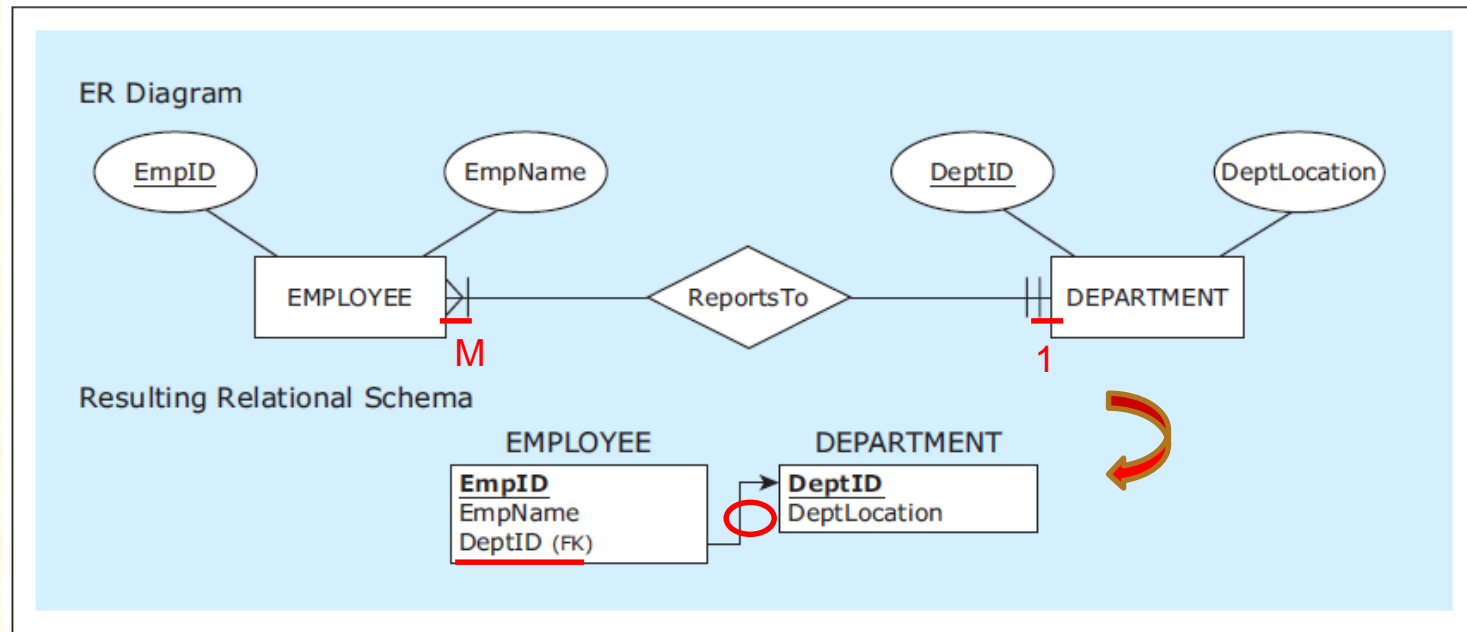 ER Diagram
EmpID
EmpName
DeptID
DeptLocation
EMPLOYEE
ReportsTo
DEPARTMENT
M
1
Resulting Relational Schema
EMPLOYEE
EmpID
EmpName
DeptID (FK)
DEPARTMENT
DeptID
DeptLocation